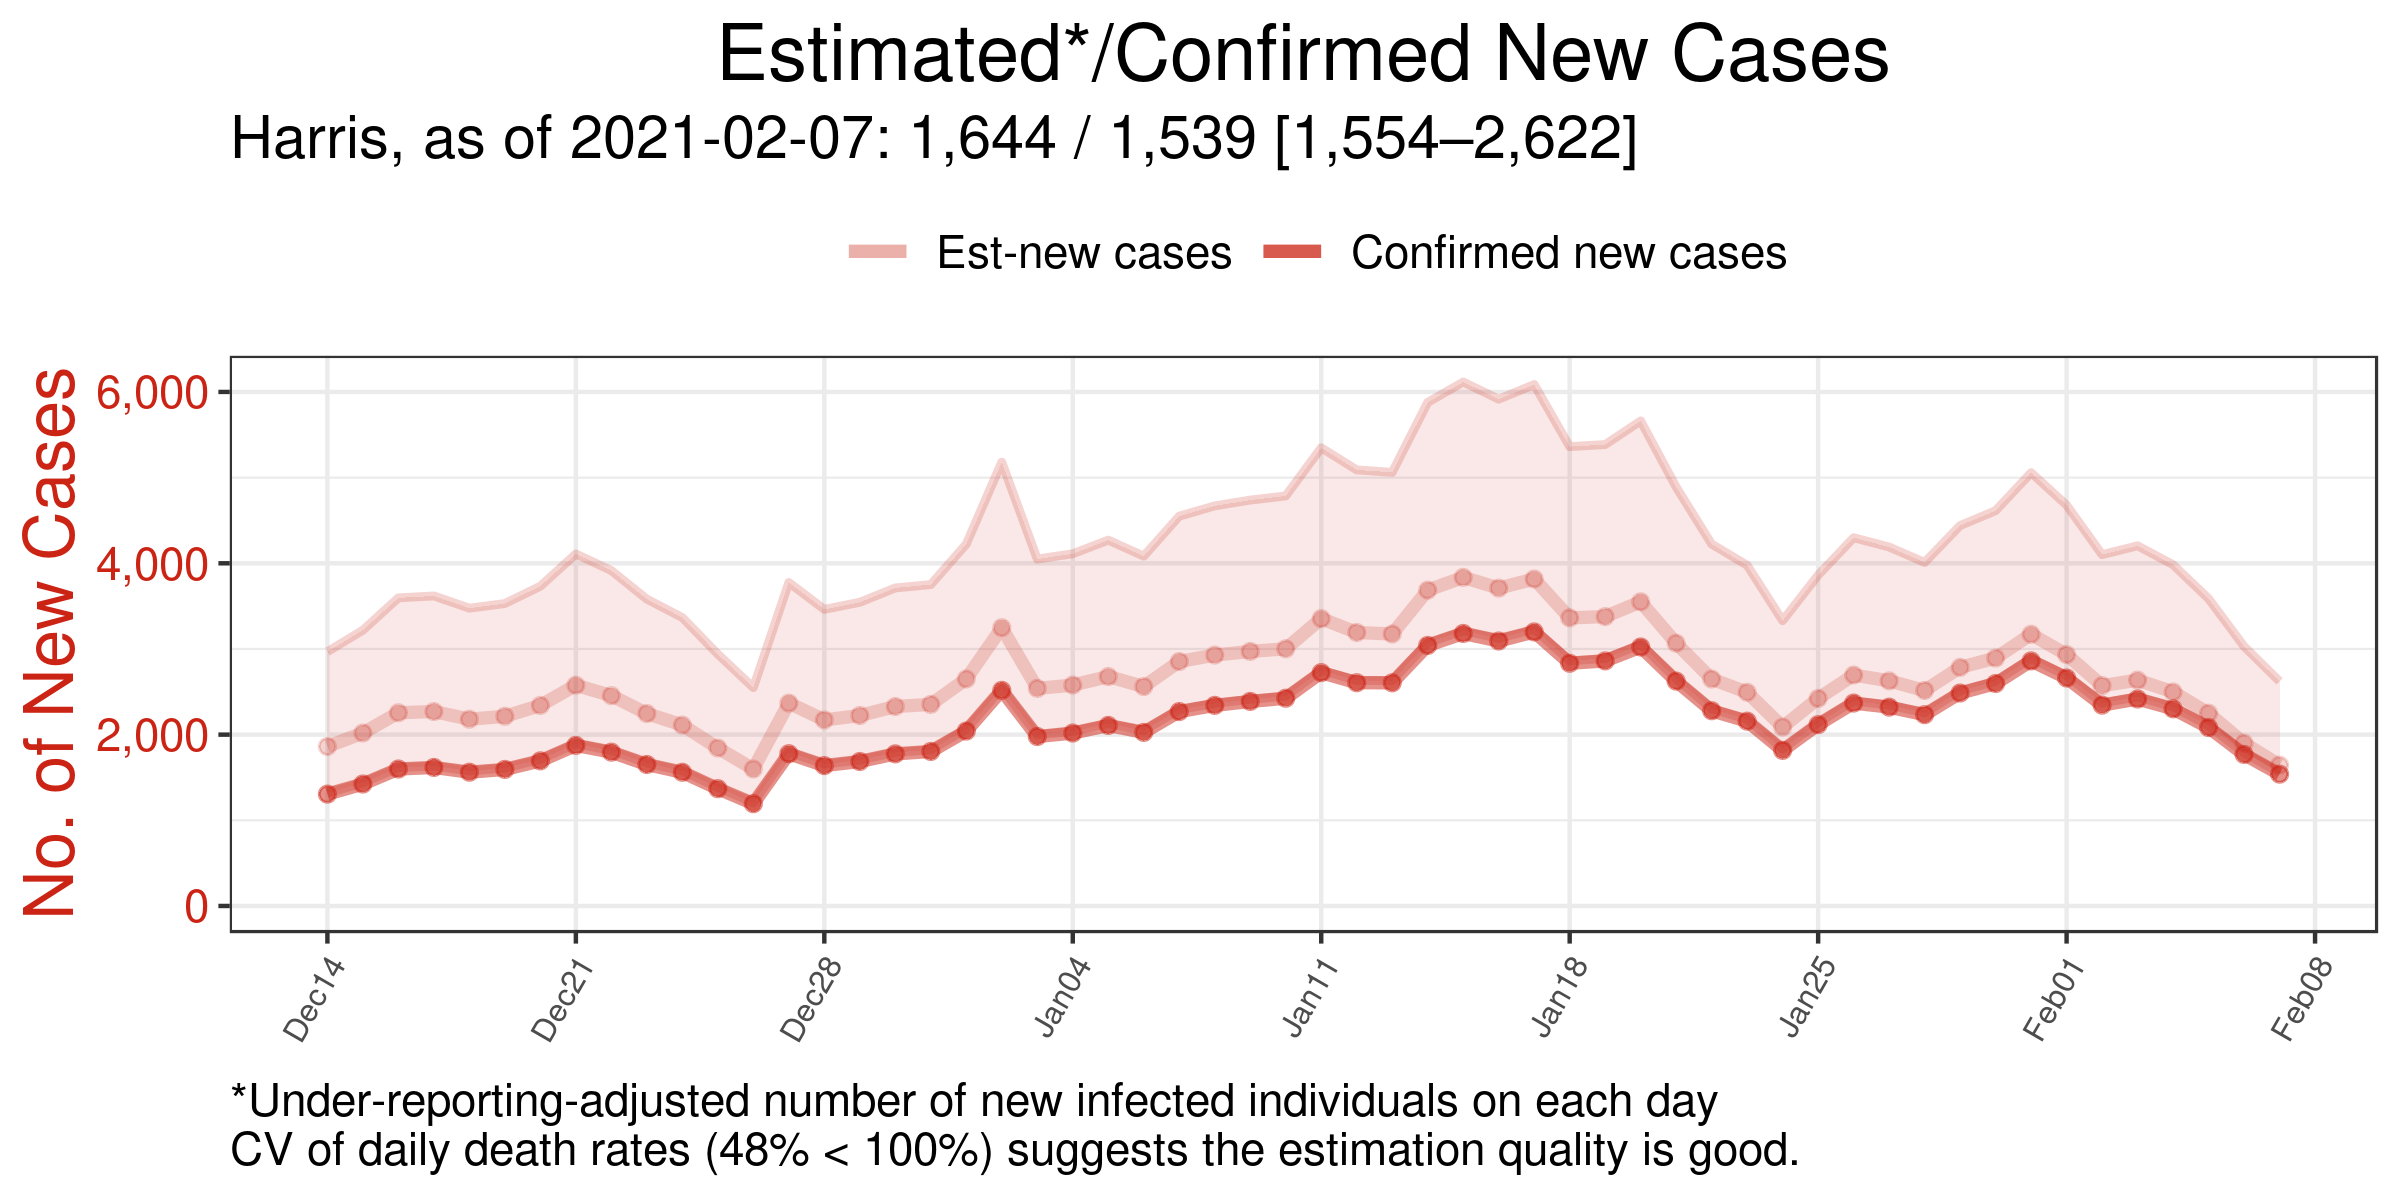 Estimated*/Confirmed New Cases
Harris, as of 2021-02-07: 1,644 / 1,539 [1,554–2,622]
Est-new cases Confirmed new cases
No. of New Cases
6,000
4,000
2,000
0
Dec14 Dec21 Dec28 Jan04 Jan11 Jan18 Jan25 Feb01 Feb08
*Under-reporting-adjusted number of new infected individuals on each day
CV of daily death rates (48% < 100%) suggests the estimation quality is good.